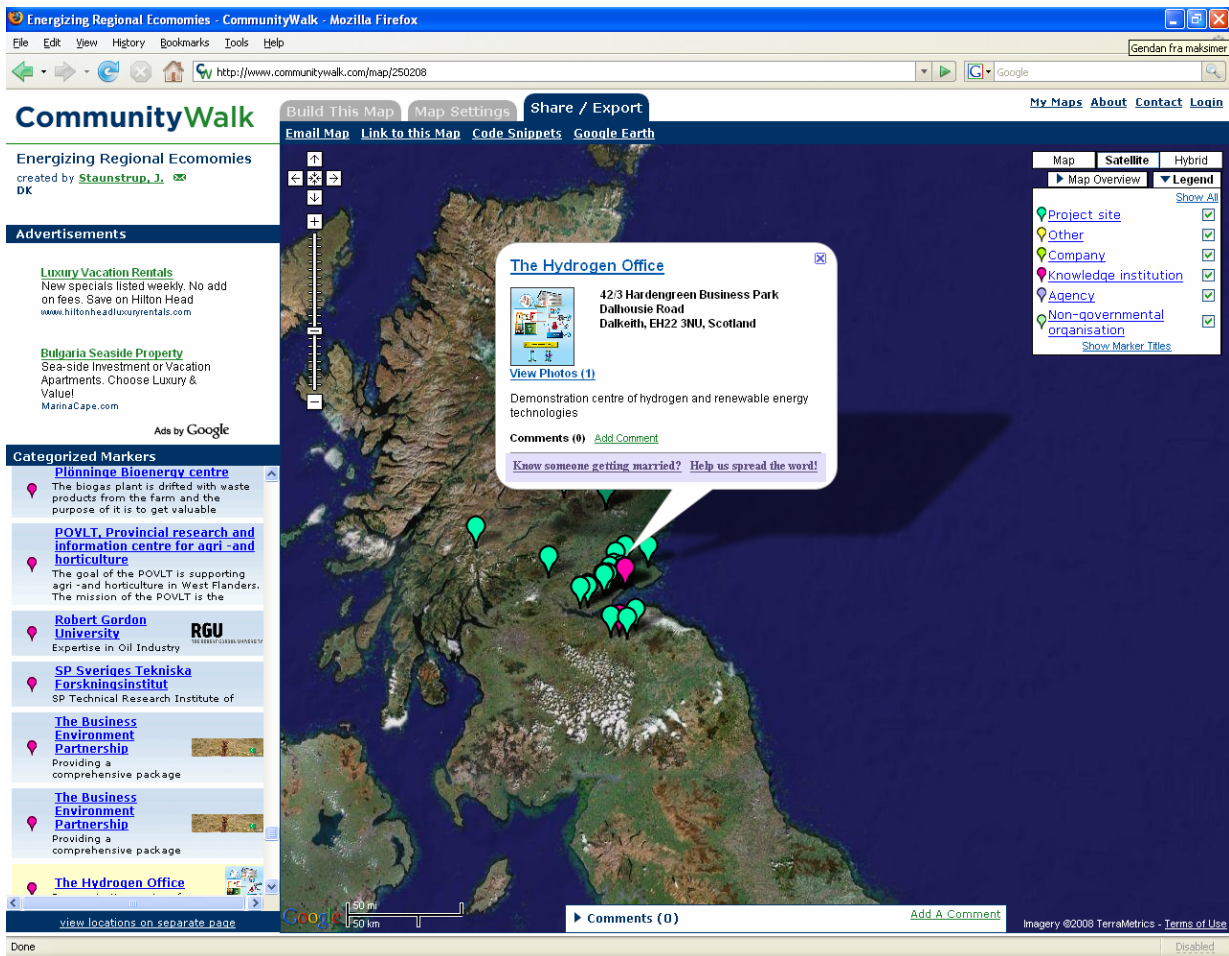 Energizing Regional Ecomomies - CommunityWalk - Mozilla Firefox
File Edit View History Bookmarks Tools Help
Gendan fra maksimer
http://www.communitywalk.com/map/250208
Google
CommunityWalk
Build This Map
Map Settings
Share / Export
My Maps About Contact Login
Email Map Link to this Map Code Snippets Google Earth
Energizing Regional Ecomomies
created by Staunstrup, J.
DK
Advertisements
Luxury Vacation Rentals
New specials listed weekly. No add
on fees. Save on Hilton Head
www.hiltonheadluxuryrentals.com
Bulgaria Seaside Property
Sea-side Investment or Vacation
Apartments. Choose Luxury &
Value!
MarinaCape.com
Ads by Google
Categorized Markers
Plönninge Bioenergy centre
The biogas plant is drifted with waste
products from the farm and the
purpose of it is to get valuable
POVLT, Provincial research and
information centre for agri -and
horticulture
The goal of the POVLT is supporting
agri -and horticulture in West Flanders.
The mission of the POVLT is the
Robert Gordon
University
RGU
Expertise in Oil Industry
SP Sveriges Tekniska
Forskningsinstitut
SP Technical Research Institute of
The Business
Environment
Partnership
Providing a
comprehensive package
The Business
Environment
Partnership
Providing a
comprehensive package
The Hydrogen Office
view locations on separate page
The Hydrogen Office
42/3 Hardengreen Business Park
Dalhousie Road
Dalkeith, EH22 3NU, Scotland
View Photos (1)
Demonstration centre of hydrogen and renewable energy
technologies
Comments (0) Add Comment
Know someone getting married? Help us spread the word!
Map Satellite Hybrid
Map Overview Legend
Show All
Project site
Other
Company
Knowledge institution
Agency
Non-governmental
organisation
Show Marker Titles
Google
50 mi
50 km
Comments (0)
Add A Comment
Imagery ©2008 TerraMetrics - Terms of Use
Done
Disabled